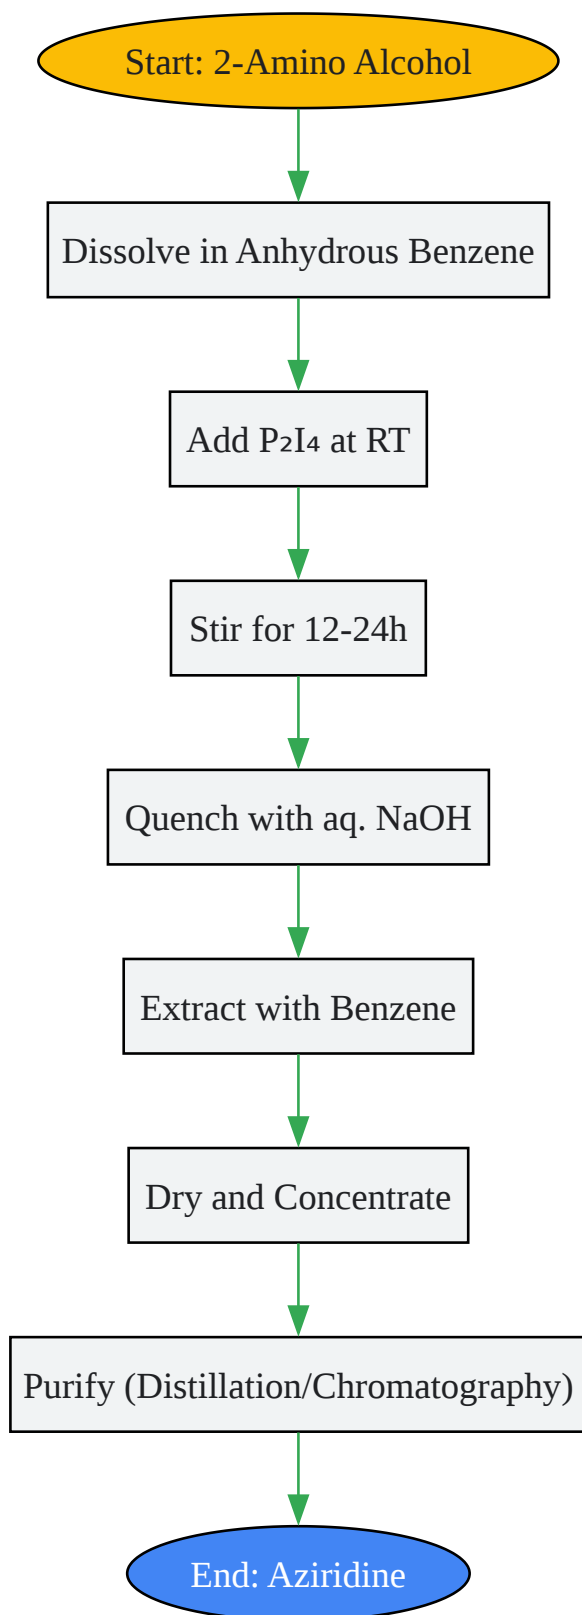 Start: 2-Amino Alcohol
Dissolve in Anhydrous Benzene
Add P₂I₄ at RT
Stir for 12-24h
Quench with aq. NaOH
Extract with Benzene
Dry and Concentrate
Purify (Distillation/Chromatography)
End: Aziridine